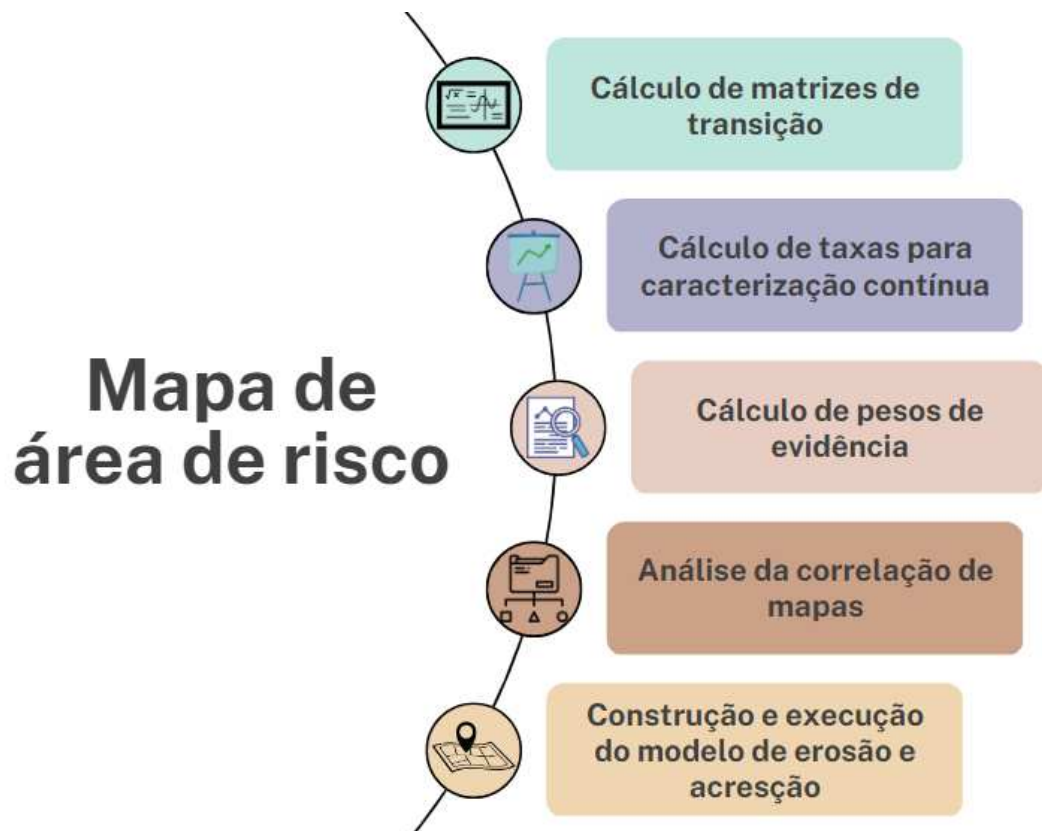 Mapa de
área de risco
Cálculo de matrizes de
transição
Cálculo de taxas para
caracterização contínua
Cálculo de pesos de
evidência
Análise da correlação de
mapas
Construção e execução
do modelo de erosão e
acresção